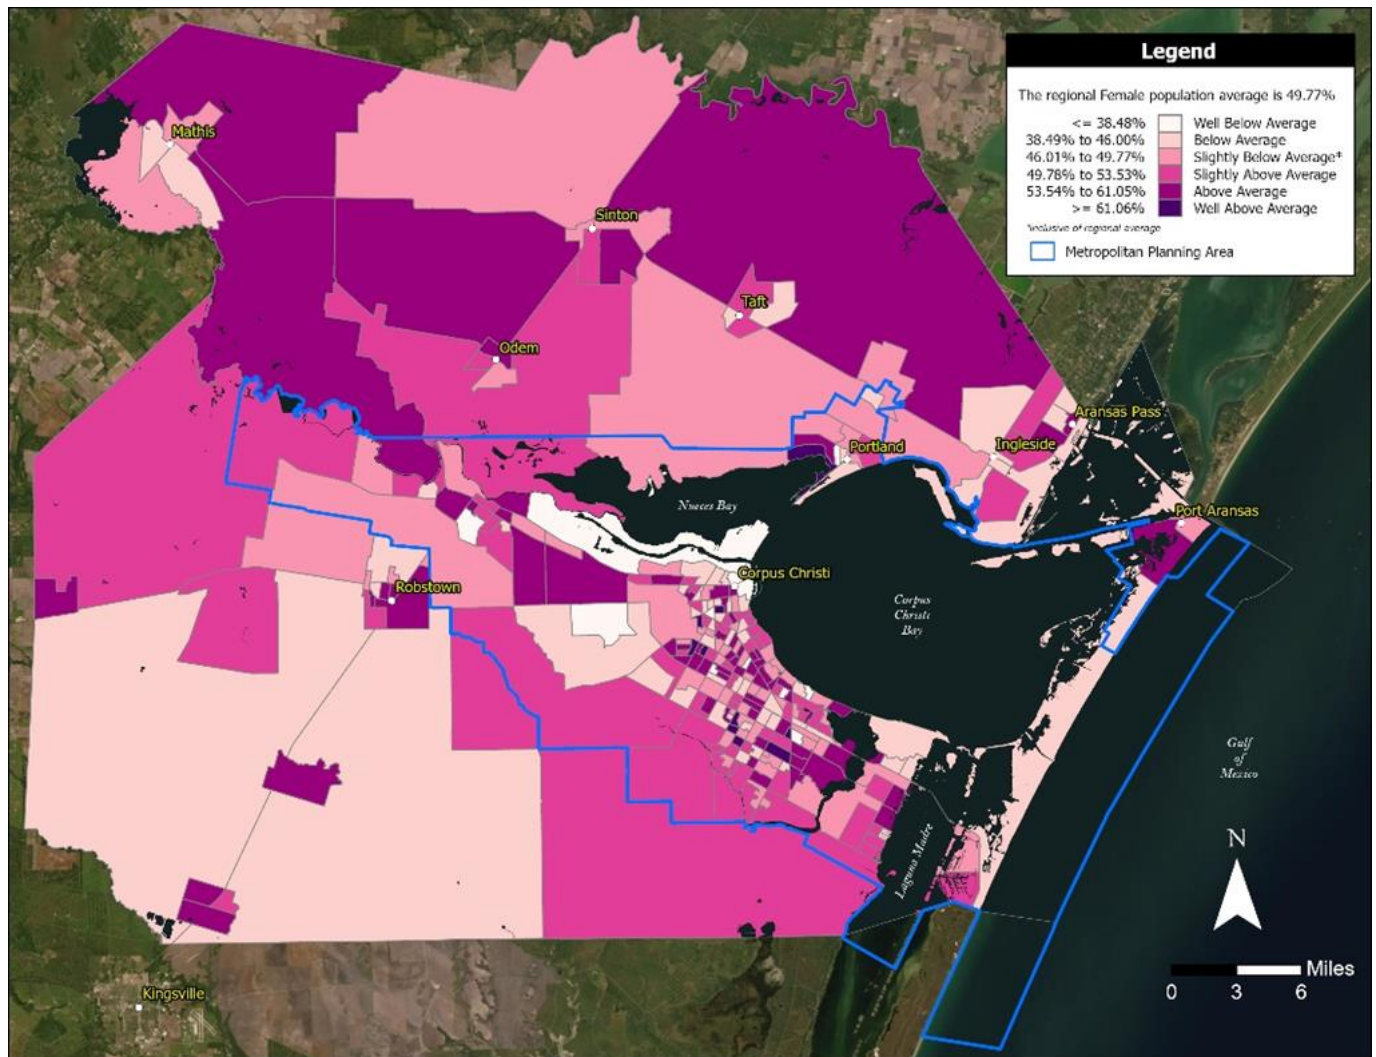 Legend
The regional Female population average is 49.77%
<= 38.48% Well Below Average
38.49% to 46.00% Below Average
46.01% to 49.77% Slightly Below Average*
49.78% to 53.53% Slightly Above Average
53.54% to 61.05% Above Average
>= 61.06% Well Above Average
*inclusive of regional average
Metropolitan Planning Area
Mathis
Sinton
Taft
Odem
Aransas Pass
Portland
Ingleside
Nueces Bay
Port Aransas
Corpus Christi
Robstown
Corpus
Christi
Bay
Gulf
of
Mexico
Laguna Madre
N
Miles
0 3 6
Kingsville